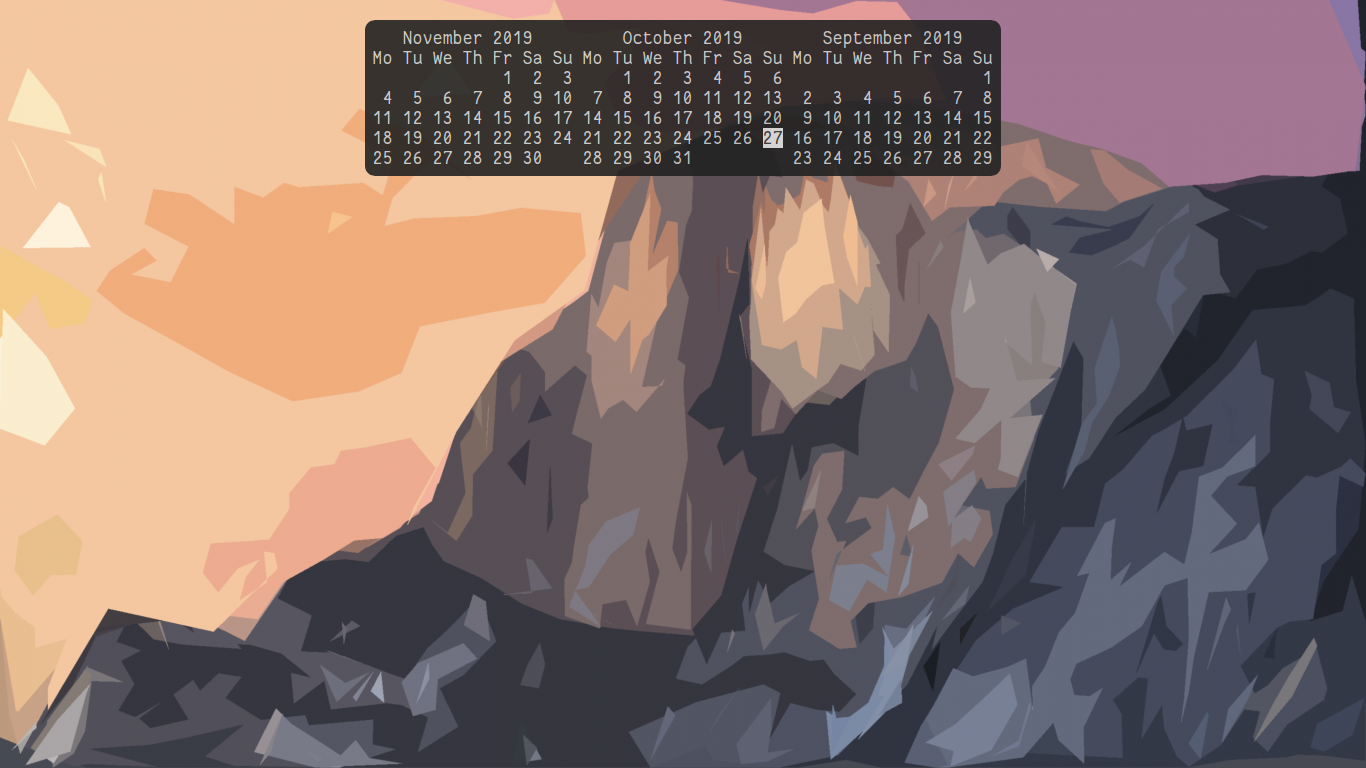 November 2019 October 2019 September 2019
Mo Tu We Th Fr Sa Su Mo Tu We Th Fr Sa Su Mo Tu We Th Fr Sa Su
1 2 3 1 2 3 4 5 6 1
4 5 6 7 8 9 10 7 8 9 10 11 12 13 2 3 4 5 6 7 8
11 12 13 14 15 16 17 14 15 16 17 18 19 20 9 10 11 12 13 14 15
18 19 20 21 22 23 24 21 22 23 24 25 26 27 16 17 18 19 20 21 22
25 26 27 28 29 30 28 29 30 31 23 24 25 26 27 28 29